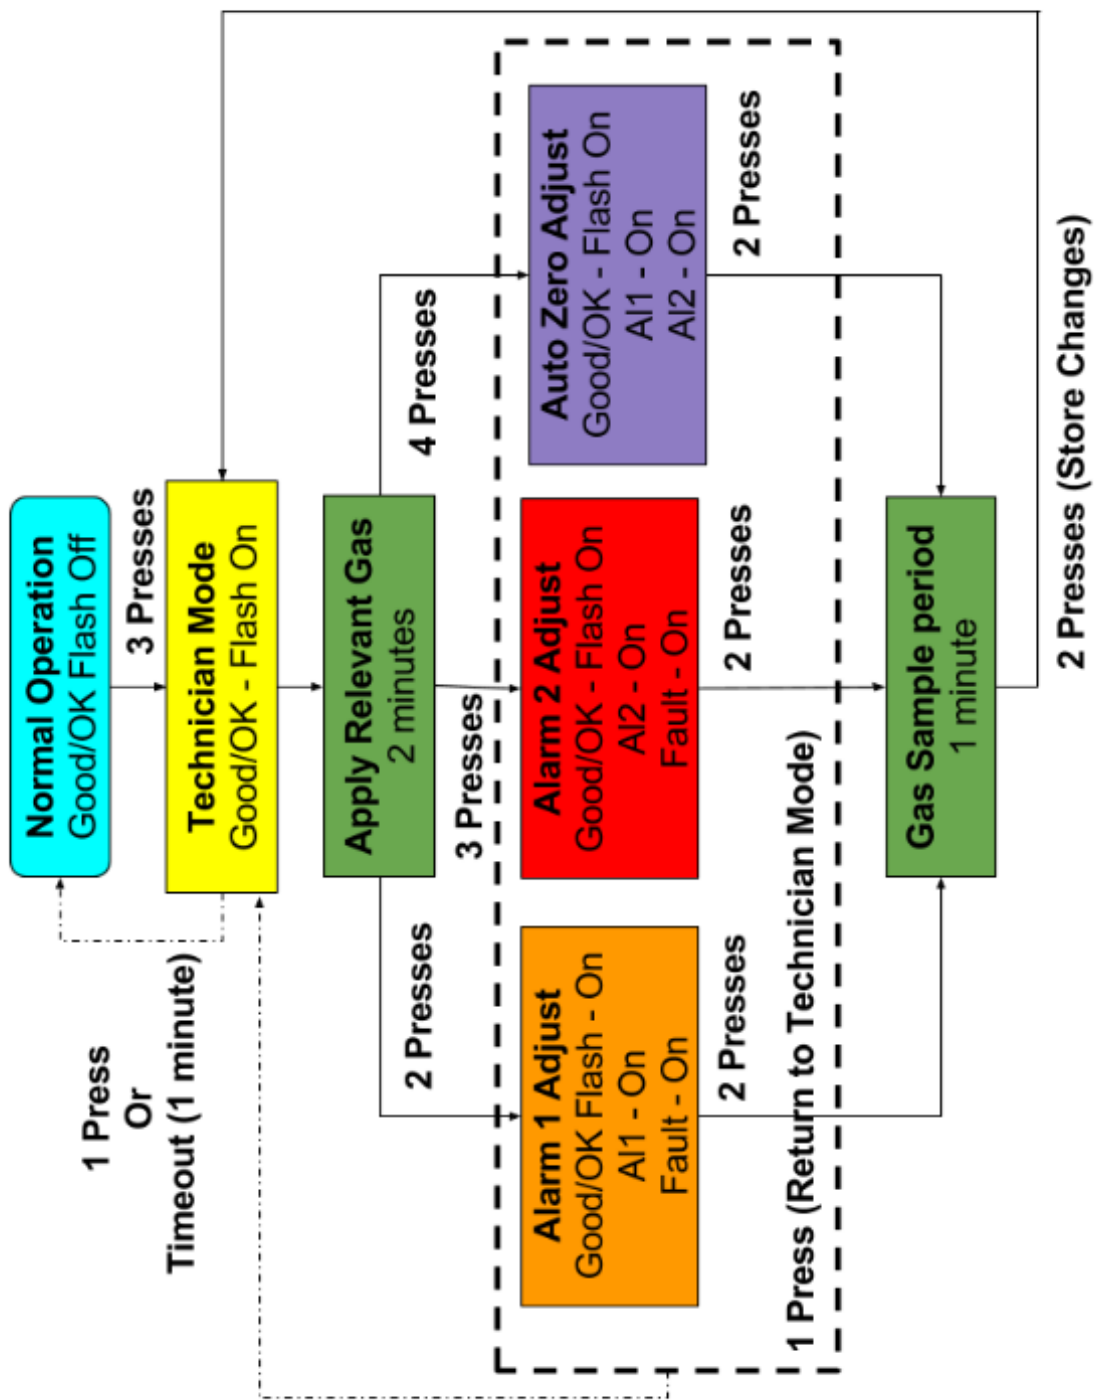 Normal Operation
Good/OK Flash Off
3 Presses
1 Press
Or
Timeout (1 minute)
Technician Mode
Good/OK - Flash On
Apply Relevant Gas
2 minutes
2 Presses
3 Presses
4 Presses
Alarm 1 Adjust
Good/OK Flash - On
Al1 - On
Fault - On
Alarm 2 Adjust
Good/OK - Flash On
Al2 - On
Fault - On
Auto Zero Adjust
Good/OK - Flash On
Al1 - On
Al2 - On
2 Presses
2 Presses
2 Presses
1 Press (Return to Technician Mode)
Gas Sample period
1 minute
2 Presses (Store Changes)